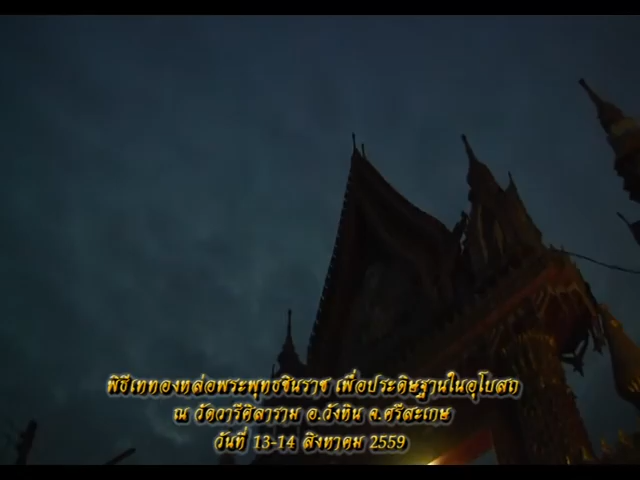 พิธีเททองหล่อพระพุทธชินราช เพื่อประดิษฐานในอุโบสถ
ณ วัดวารีศิลาราม อ.วังหิน จ.ศรีสะเกษ
วันที่ 13-14 สิงหาคม 2559